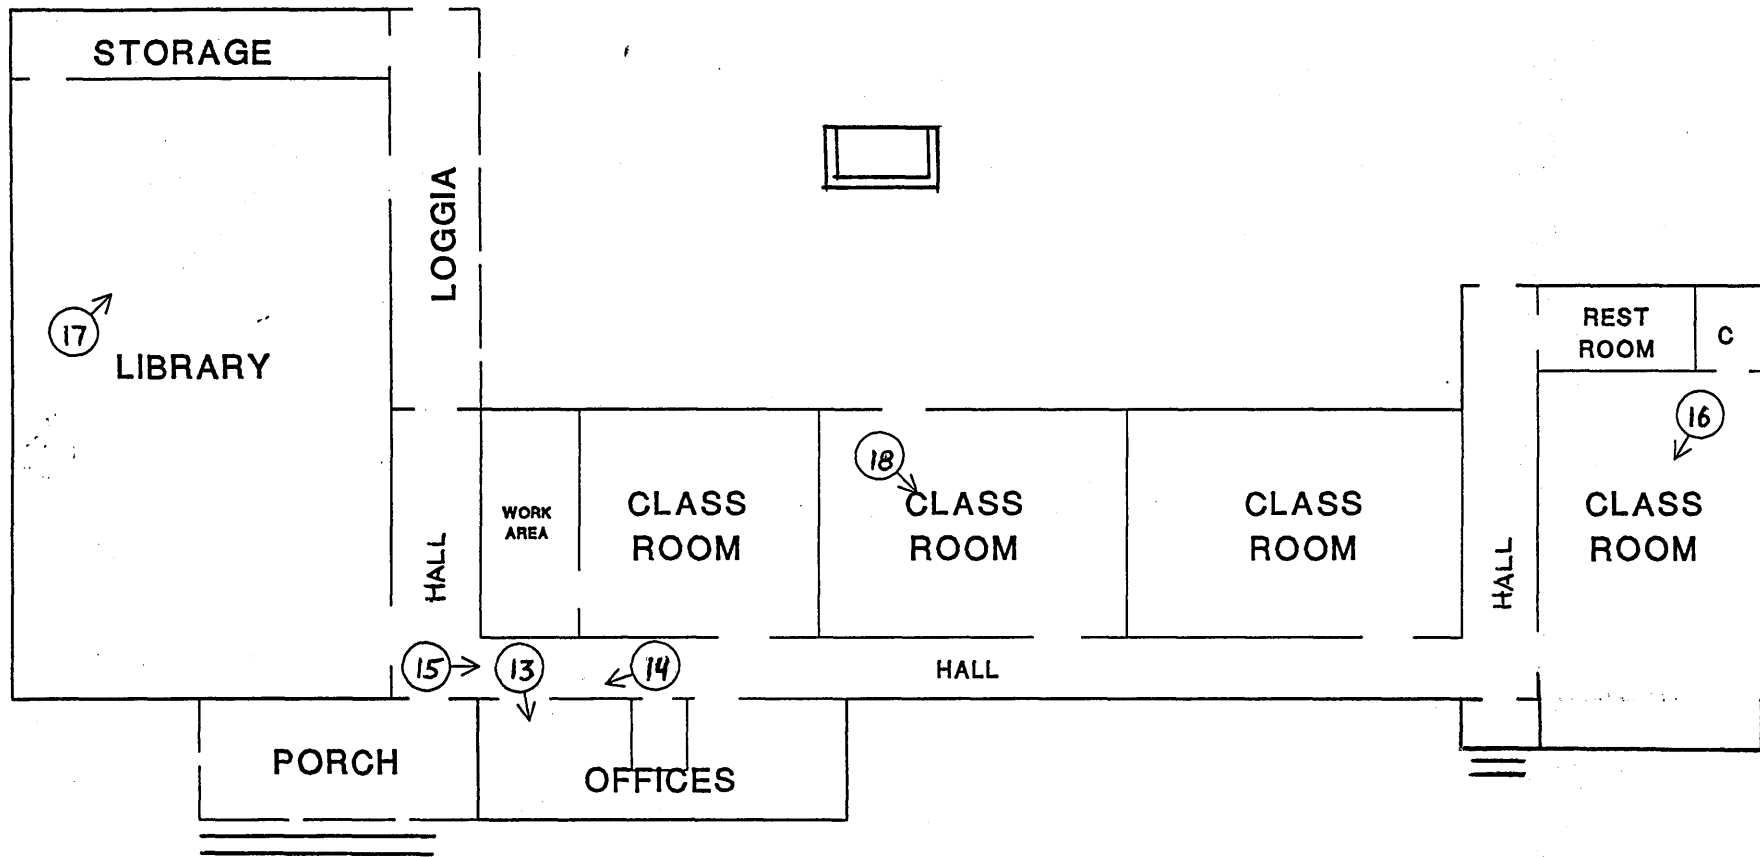 STORAGE
LOGGIA
17
LIBRARY
REST
ROOM
C
16
18
WORK
AREA
CLASS
ROOM
CLASS
ROOM
CLASS
ROOM
CLASS
ROOM
HALL
HALL
15
13
14
HALL
PORCH
OFFICES